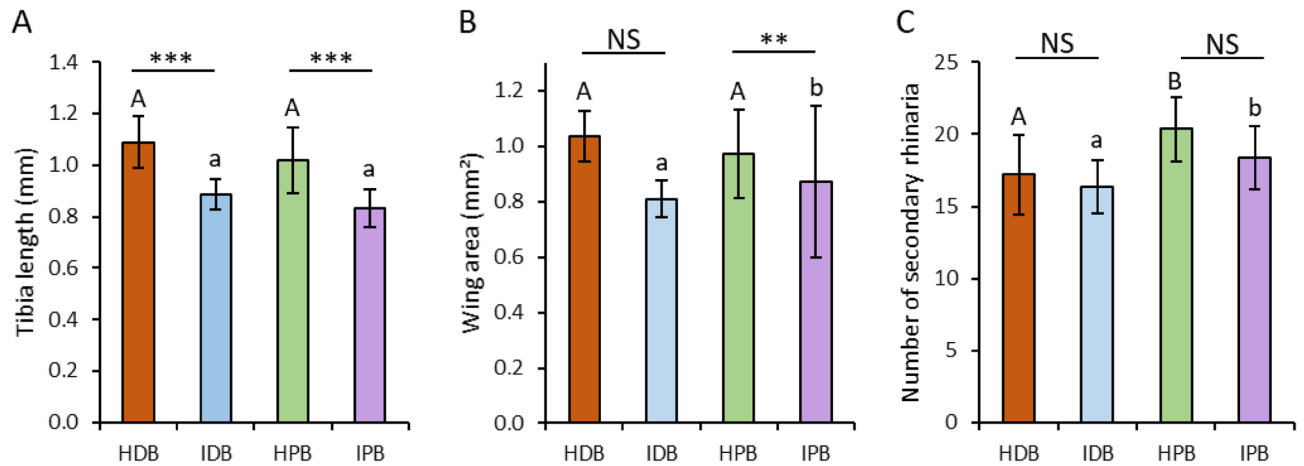 A
*** ***
1.4
1.2
1.0
0.8
0.6
0.4
0.2
0.0
Tibia length (mm)
A
a
A
a
HDB IDB HPB IPB
B
NS **
1.2
1.0
0.8
0.6
0.4
0.2
0.0
Wing area (mm²)
A
a
A
b
HDB IDB HPB IPB
C
NS NS
25
20
15
10
5
0
Number of secondary rhinaria
A
a
B
b
HDB IDB HPB IPB